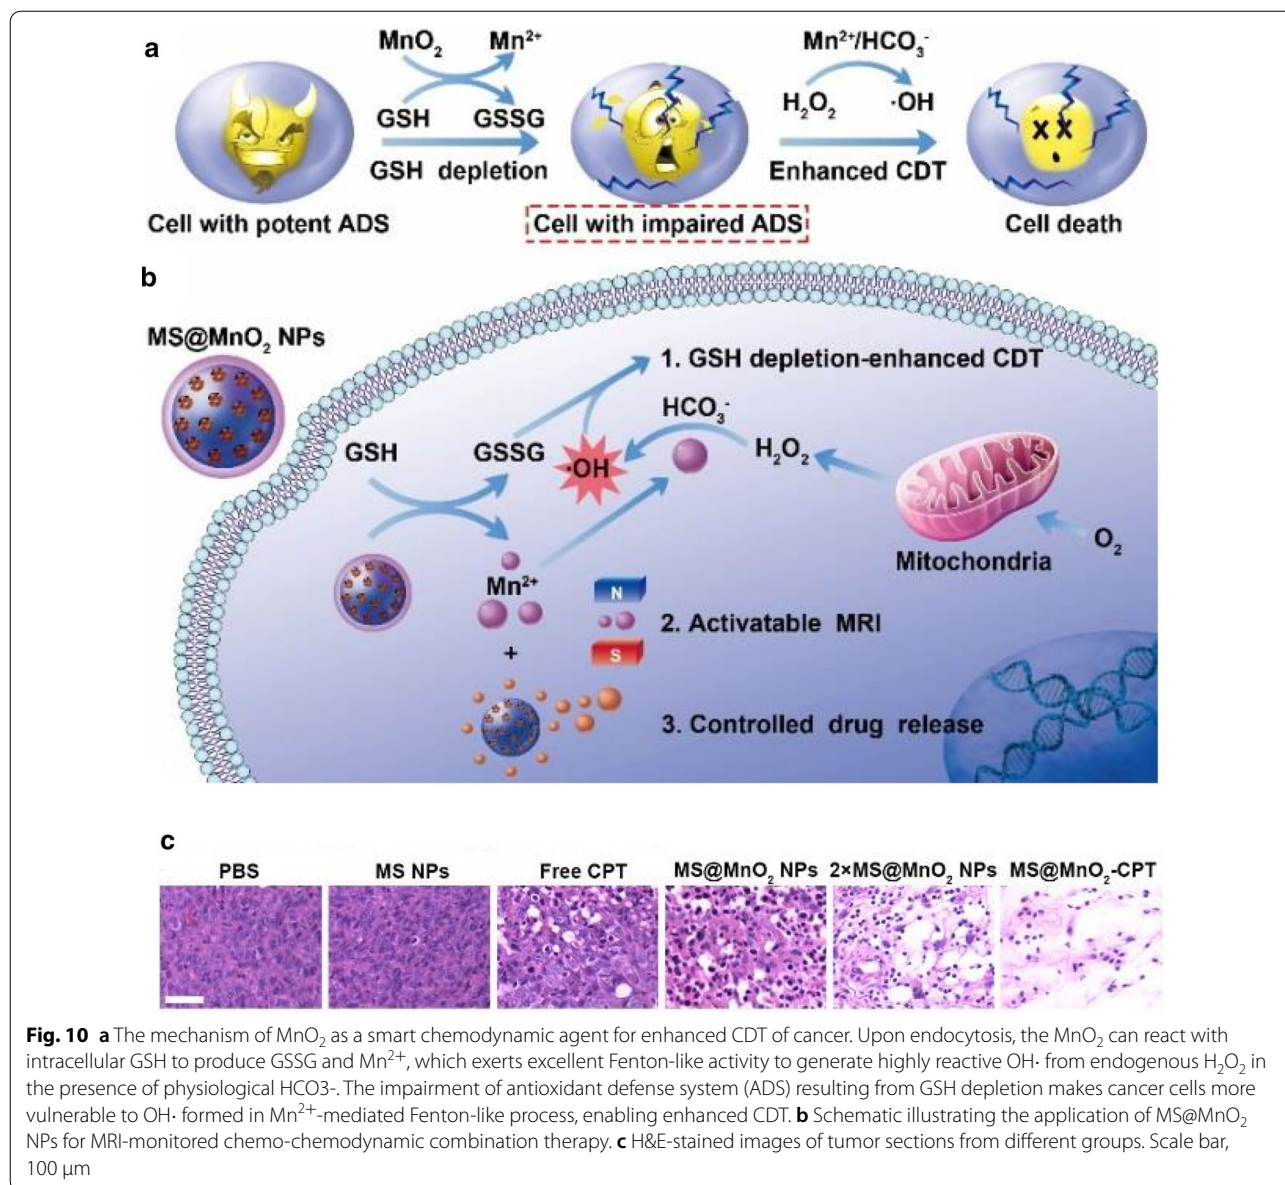 a
MnO₂ Mn²⁺
GSH GSSG
GSH depletion
Mn²⁺/HCO₃⁻
H₂O₂ ·OH
Enhanced CDT
Cell with potent ADS
Cell with impaired ADS
Cell death
b
MS@MnO₂ NPs
1. GSH depletion-enhanced CDT
HCO₃⁻
GSH
GSSG
·OH
H₂O₂
Mitochondria
O₂
Mn²⁺
N
2. Activatable MRI
+
S
3. Controlled drug release
c
PBS
MS NPs
Free CPT
MS@MnO₂ NPs
2×MS@MnO₂ NPs
MS@MnO₂-CPT
Fig. 10 a The mechanism of MnO₂ as a smart chemodynamic agent for enhanced CDT of cancer. Upon endocytosis, the MnO₂ can react with
intracellular GSH to produce GSSG and Mn²⁺, which exerts excellent Fenton-like activity to generate highly reactive OH· from endogenous H₂O₂ in
the presence of physiological HCO3-. The impairment of antioxidant defense system (ADS) resulting from GSH depletion makes cancer cells more
vulnerable to OH· formed in Mn²⁺-mediated Fenton-like process, enabling enhanced CDT. b Schematic illustrating the application of MS@MnO₂
NPs for MRI-monitored chemo-chemodynamic combination therapy. c H&E-stained images of tumor sections from different groups. Scale bar,
100 μm